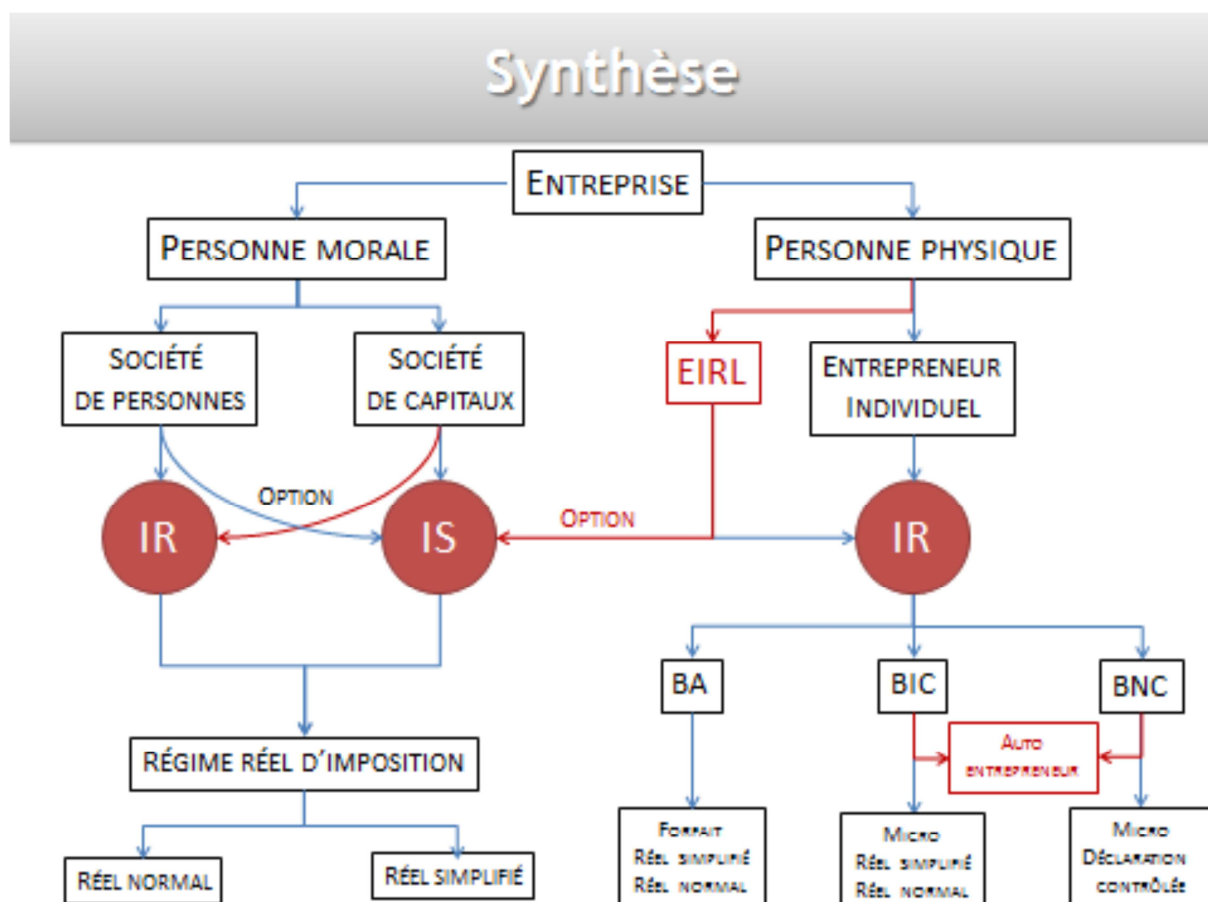 Synthèse
ENTREPRISE
PERSONNE MORALE
PERSONNE PHYSIQUE
SOCIÉTÉ
DE PERSONNES
SOCIÉTÉ
DE CAPITAUX
EIRL
ENTREPRENEUR
INDIVIDUEL
OPTION
OPTION
IR
IS
IR
BA
BIC
BNC
AUTO
ENTREPRENEUR
RÉGIME RÉEL D'IMPOSITION
RÉEL NORMAL
RÉEL SIMPLIFIÉ
FORFAIT
RÉEL SIMPLIFIÉ
RÉEL NORMAL
MICRO
RÉEL SIMPLIFIÉ
RÉEL NORMAL
MICRO
DÉCLARATION
CONTRÔLÉE